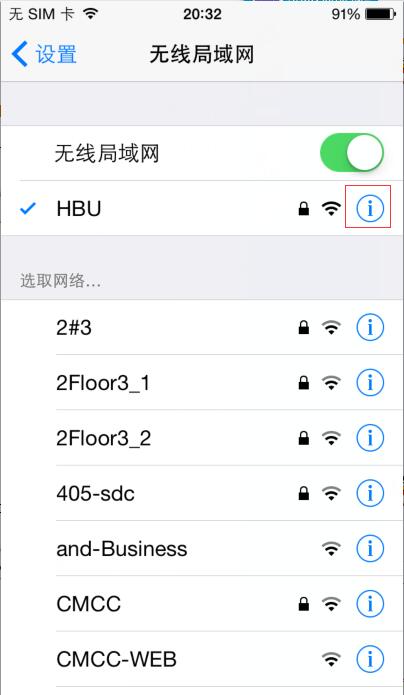 无 SIM 卡 20:32 91%
设置 无线局域网
无线局域网
HBU
选取网络...
2#3
2Floor3_1
2Floor3_2
405-sdc
and-Business
CMCC
CMCC-WEB